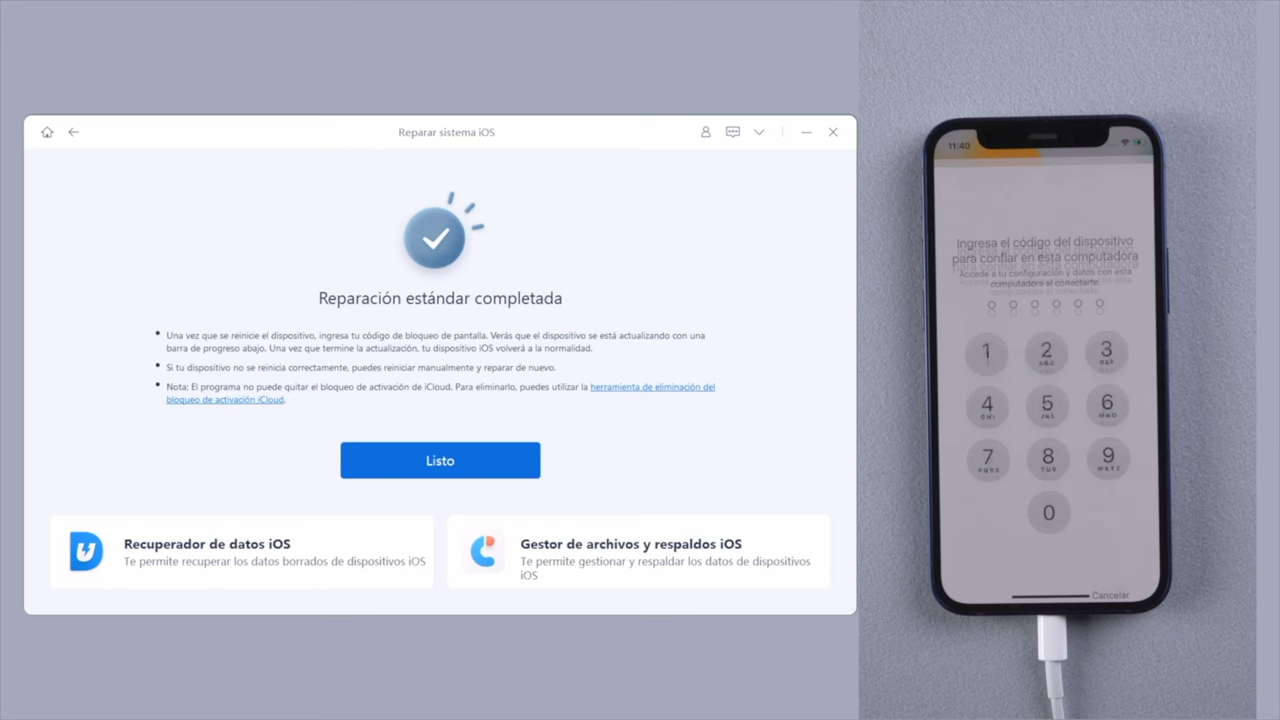 Reparar sistema iOS
Reparación estándar completada
Una vez que se reinicie el dispositivo, ingresa tu código de bloqueo de pantalla. Verás que el dispositivo se está actualizando con una
barra de progreso abajo. Una vez que termine la actualización, tu dispositivo iOS volverá a la normalidad.
Si tu dispositivo no se reinicia correctamente, puedes reiniciar manualmente y reparar de nuevo.
Nota: El programa no puede quitar el bloqueo de activación de iCloud. Para eliminarlo, puedes utilizar la herramienta de eliminación del
bloqueo de activación iCloud.
Listo
Recuperador de datos iOS
Te permite recuperar los datos borrados de dispositivos iOS
Gestor de archivos y respaldos iOS
Te permite gestionar y respaldar los datos de dispositivos
iOS
11:40
Ingresa el código del dispositivo
para confiar en esta computadora
Accede a tu configuración y datos con esta
computadora al conectarte.
1 2 3
ABC DEF
4 5 6
GHI JKL MNO
7 8 9
PQRS TUV WXYZ
0
Cancelar